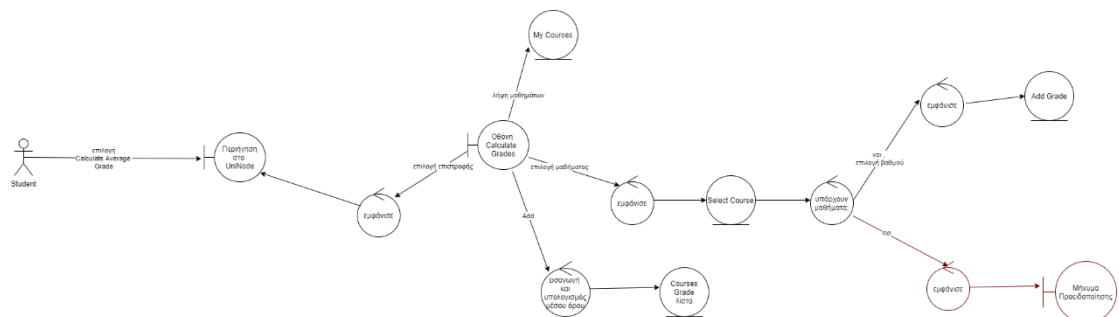 My Courses
λήψη μαθημάτων
επιλογή
Calculate Average
Grade
Student
Περιήγηση
στο
UniNode
Οθόνη
Calculate
Grades
επιλογή επιστροφής
επιλογή μαθήματος
εμφάνισε
Add
εμφάνισε
Select Course
υπάρχουν
μαθήματα;
ναι,
επιλογή βαθμού
εμφάνισε
Add Grade
όχι
εμφάνισε
Μήνυμα
Προειδοποίησης
εισαγωγή
και
υπολογισμός
μέσου όρου
Courses
Grade
λίστα